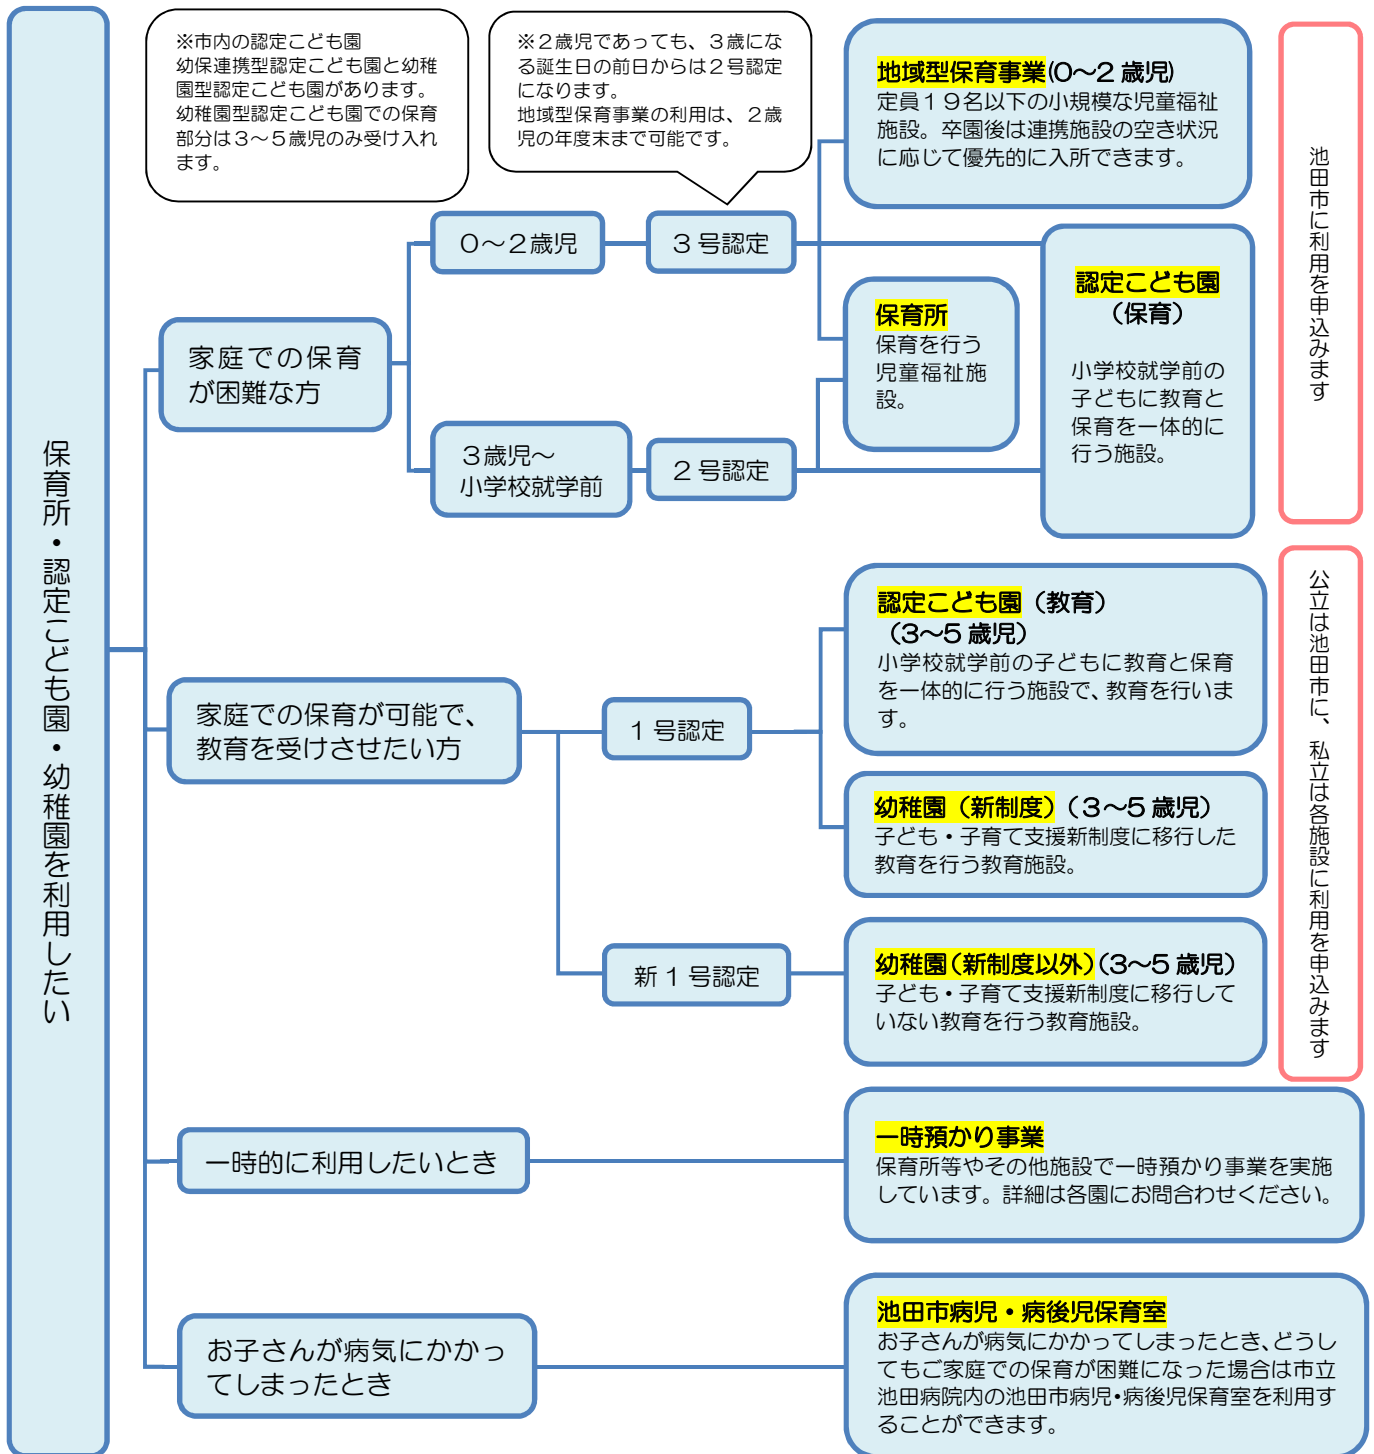 保育所・認定こども園・幼稚園を利用したい
※市内の認定こども園
幼保連携型認定こども園と幼稚
園型認定こども園があります。
幼稚園型認定こども園での保育
部分は３～５歳児のみ受け入れ
ます。
※２歳児であっても、３歳にな
る誕生日の前日からは２号認定
になります。
地域型保育事業の利用は、２歳
児の年度末まで可能です。
家庭での保育
が困難な方
０～２歳児
３号認定
３歳児～
小学校就学前
２号認定
地域型保育事業(0～2 歳児)
定員１９名以下の小規模な児童福祉
施設。卒園後は連携施設の空き状況
に応じて優先的に入所できます。
保育所
保育を行う
児童福祉施
設。
認定こども園
（保育）
小学校就学前の
子どもに教育と
保育を一体的に
行う施設。
池田市に利用を申込みます
家庭での保育が可能で、
教育を受けさせたい方
１号認定
認定こども園（教育）
（3～5 歳児）
小学校就学前の子どもに教育と保育
を一体的に行う施設で、教育を行いま
す。
幼稚園（新制度）（３～5 歳児）
子ども・子育て支援新制度に移行した
教育を行う教育施設。
新１号認定
幼稚園(新制度以外)(3～5 歳児)
子ども・子育て支援新制度に移行して
いない教育を行う教育施設。
公立は池田市に、私立は各施設に利用を申込みます
一時的に利用したいとき
一時預かり事業
保育所等やその他施設で一時預かり事業を実施
しています。詳細は各園にお問合わせください。
お子さんが病気にかかっ
てしまったとき
池田市病児・病後児保育室
お子さんが病気にかかってしまったとき、どうし
てもご家庭での保育が困難になった場合は市立
池田病院内の池田市病児・病後児保育室を利用す
ることができます。